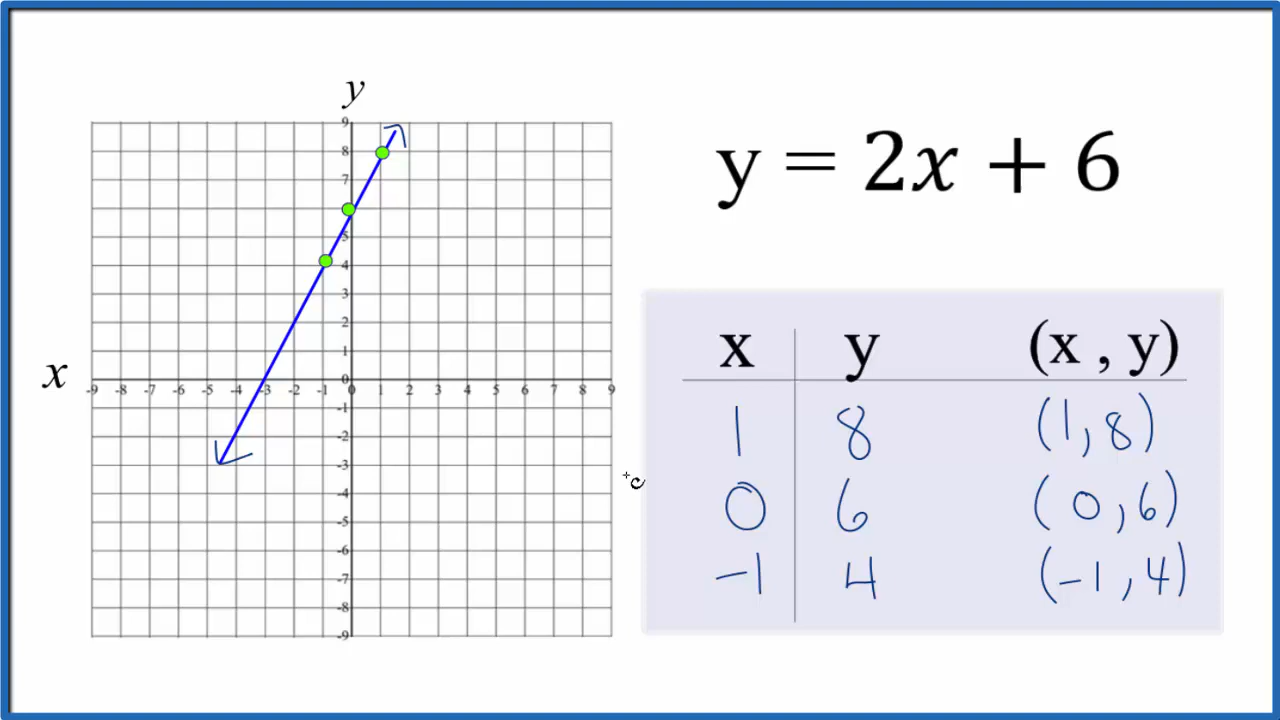 y
9
8
7
5
4
3
2
1
0
x
-9 -8 -7 -6 -5 -4 -3 -2 -1 0 1 2 3 4 5 6 7 8 9
-1
-2
-3
-4
-5
-6
-7
-8
-9
y = 2x + 6
x y (x , y)
1 8 (1, 8)
0 6 (0, 6)
-1 4 (-1, 4)